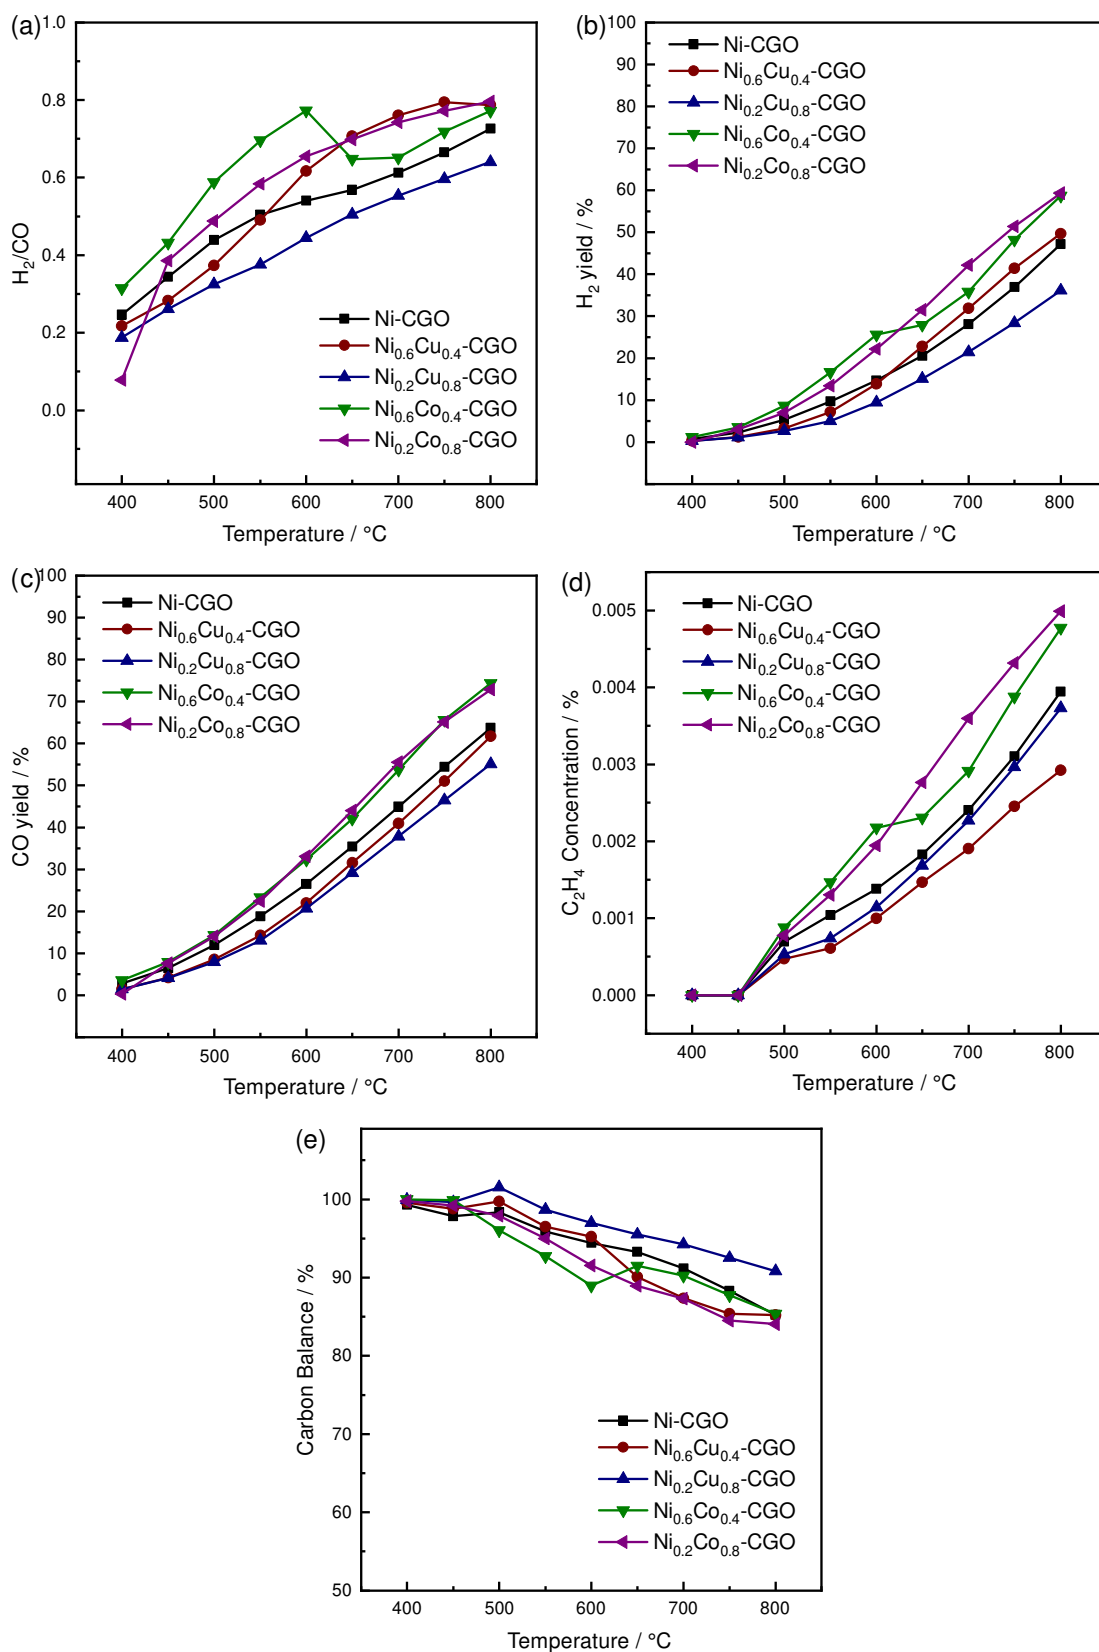 (a)
1.0
0.8
0.6
0.4
0.2
0.0
H₂/CO
Ni-CGO
Ni₀.₆Cu₀.₄-CGO
Ni₀.₂Cu₀.₈-CGO
Ni₀.₆Co₀.₄-CGO
Ni₀.₂Co₀.₈-CGO
400 500 600 700 800
Temperature / °C
(b)
100
90
80
70
60
50
40
30
20
10
0
H₂ yield / %
Ni-CGO
Ni₀.₆Cu₀.₄-CGO
Ni₀.₂Cu₀.₈-CGO
Ni₀.₆Co₀.₄-CGO
Ni₀.₂Co₀.₈-CGO
400 500 600 700 800
Temperature / °C
(c)
100
90
80
70
60
50
40
30
20
10
0
CO yield / %
Ni-CGO
Ni₀.₆Cu₀.₄-CGO
Ni₀.₂Cu₀.₈-CGO
Ni₀.₆Co₀.₄-CGO
Ni₀.₂Co₀.₈-CGO
400 500 600 700 800
Temperature / °C
(d)
0.005
0.004
0.003
0.002
0.001
0.000
C₂H₄ Concentration / %
Ni-CGO
Ni₀.₆Cu₀.₄-CGO
Ni₀.₂Cu₀.₈-CGO
Ni₀.₆Co₀.₄-CGO
Ni₀.₂Co₀.₈-CGO
400 500 600 700 800
Temperature / °C
(e)
100
90
80
70
60
50
Carbon Balance / %
Ni-CGO
Ni₀.₆Cu₀.₄-CGO
Ni₀.₂Cu₀.₈-CGO
Ni₀.₆Co₀.₄-CGO
Ni₀.₂Co₀.₈-CGO
400 500 600 700 800
Temperature / °C